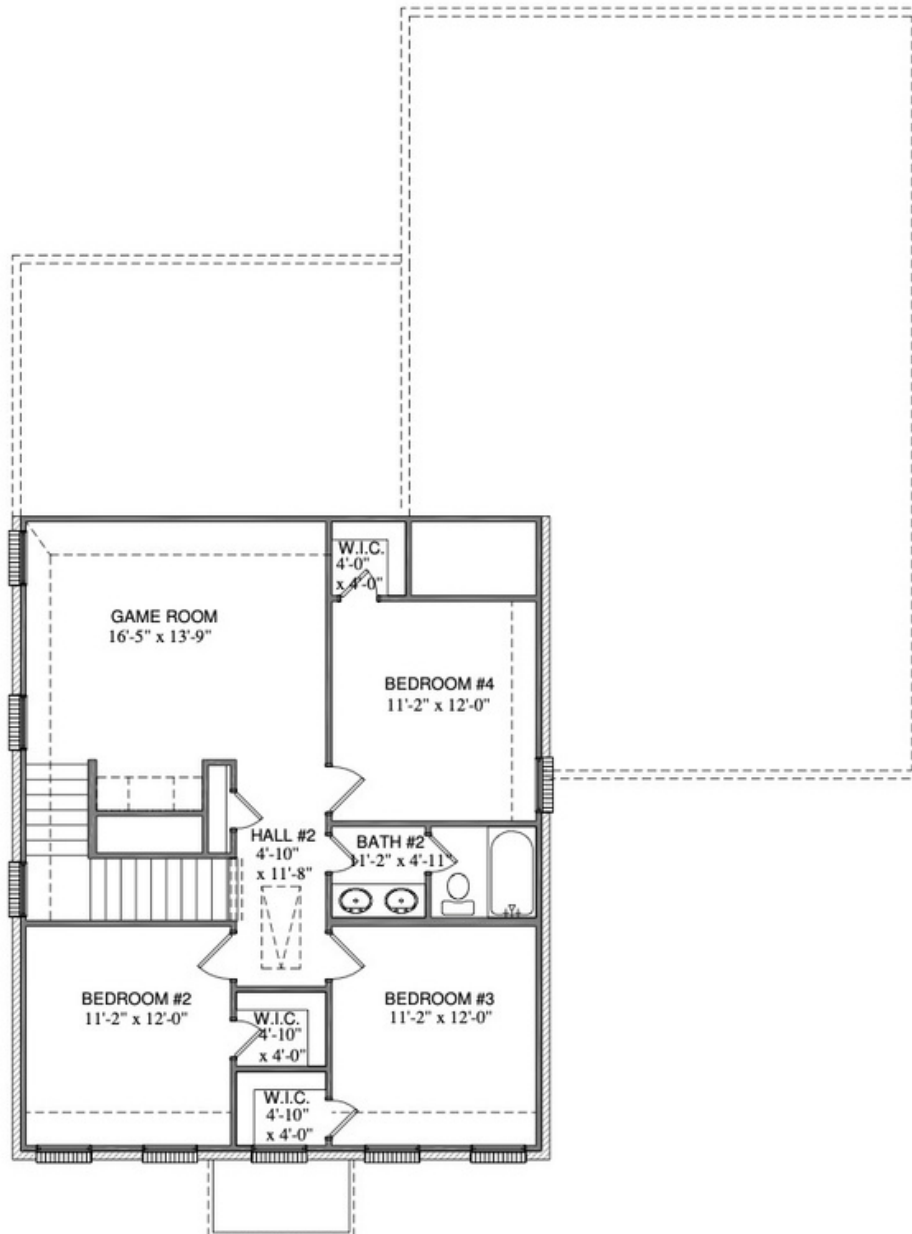 W.I.C.
4'-0"
x 4'-0"
GAME ROOM
16'-5" x 13'-9"
BEDROOM #4
11'-2" x 12'-0"
HALL #2
4'-10"
x 11'-8"
BATH #2
11'-2" x 4'-11"
BEDROOM #2
11'-2" x 12'-0"
BEDROOM #3
11'-2" x 12'-0"
W.I.C.
4'-10"
x 4'-0"
W.I.C.
4'-10"
x 4'-0"